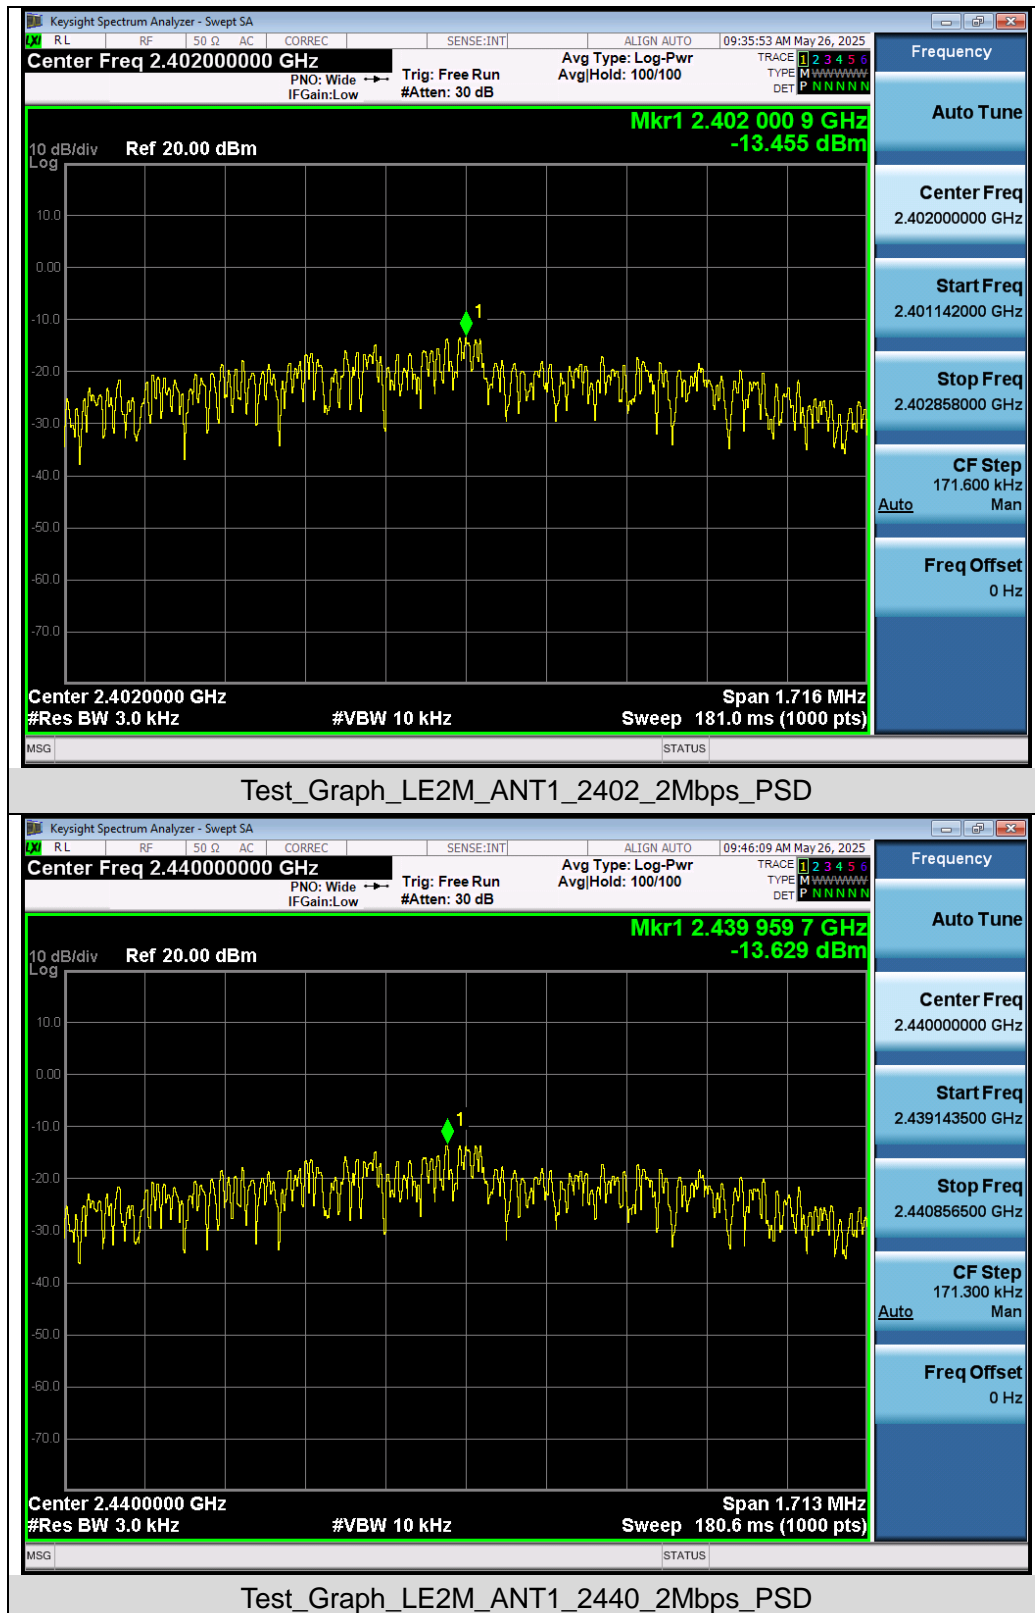 Keysight Spectrum Analyzer - Swept SA
LXI RL RF 50 Ω AC CORREC SENSE:INT ALIGN AUTO 09:35:53 AM May 26, 2025
Center Freq 2.402000000 GHz
PNO: Wide
IFGain:Low
Trig: Free Run
#Atten: 30 dB
Avg Type: Log-Pwr
Avg|Hold: 100/100
TRACE 1 2 3 4 5 6
TYPE M WWWWW
DET P N N N N N
Mkr1 2.402 000 9 GHz
-13.455 dBm
10 dB/div Ref 20.00 dBm
Log
10.0
0.00
-10.0
1
-20.0
-30.0
-40.0
-50.0
-60.0
-70.0
Center 2.4020000 GHz Span 1.716 MHz
#Res BW 3.0 kHz #VBW 10 kHz Sweep 181.0 ms (1000 pts)
MSG STATUS
Frequency
Auto Tune
Center Freq
2.402000000 GHz
Start Freq
2.401142000 GHz
Stop Freq
2.402858000 GHz
CF Step
171.600 kHz
Auto Man
Freq Offset
0 Hz
Test_Graph_LE2M_ANT1_2402_2Mbps_PSD
Keysight Spectrum Analyzer - Swept SA
LXI RL RF 50 Ω AC CORREC SENSE:INT ALIGN AUTO 09:46:09 AM May 26, 2025
Center Freq 2.440000000 GHz
PNO: Wide
IFGain:Low
Trig: Free Run
#Atten: 30 dB
Avg Type: Log-Pwr
Avg|Hold: 100/100
TRACE 1 2 3 4 5 6
TYPE M WWWWW
DET P N N N N N
Mkr1 2.439 959 7 GHz
-13.629 dBm
10 dB/div Ref 20.00 dBm
Log
10.0
0.00
-10.0
1
-20.0
-30.0
-40.0
-50.0
-60.0
-70.0
Center 2.4400000 GHz Span 1.713 MHz
#Res BW 3.0 kHz #VBW 10 kHz Sweep 180.6 ms (1000 pts)
MSG STATUS
Frequency
Auto Tune
Center Freq
2.440000000 GHz
Start Freq
2.439143500 GHz
Stop Freq
2.440856500 GHz
CF Step
171.300 kHz
Auto Man
Freq Offset
0 Hz
Test_Graph_LE2M_ANT1_2440_2Mbps_PSD